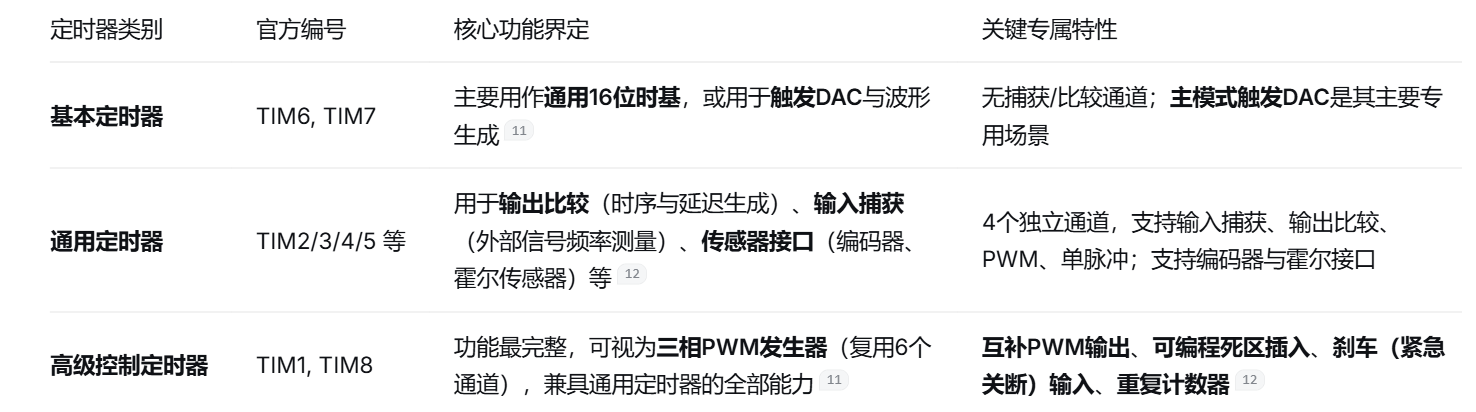 定时器类别 官方编号 核心功能界定 关键专属特性
基本定时器 TIM6, TIM7
主要用作通用16位时基，或用于触发DAC与波形
生成 11
无捕获/比较通道；主模式触发DAC是其主要专
用场景
通用定时器 TIM2/3/4/5 等
用于输出比较（时序与延迟生成）、输入捕获
（外部信号频率测量）、传感器接口（编码器、
霍尔传感器）等 12
4个独立通道，支持输入捕获、输出比较、
PWM、单脉冲；支持编码器与霍尔接口
高级控制定时器 TIM1, TIM8
功能最完整，可视为三相PWM发生器（复用6个
通道），兼具通用定时器的全部能力 11
互补PWM输出、可编程死区插入、刹车（紧急
关断）输入、重复计数器 12